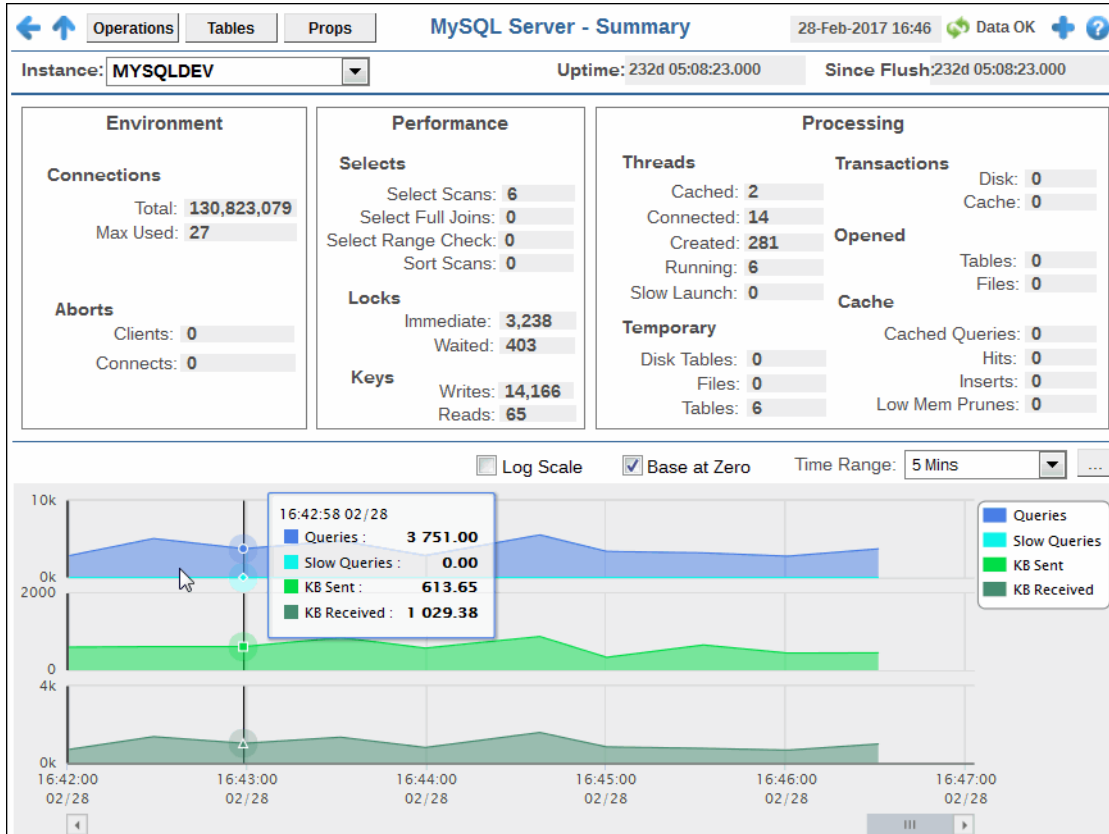 Operations Tables Props MySQL Server - Summary 28-Feb-2017 16:46 Data OK
Instance: MYSQLDEV Uptime: 232d 05:08:23.000 Since Flush: 232d 05:08:23.000
Environment
Connections
Total: 130,823,079
Max Used: 27
Aborts
Clients: 0
Connects: 0
Performance
Selects
Select Scans: 6
Select Full Joins: 0
Select Range Check: 0
Sort Scans: 0
Locks
Immediate: 3,238
Waited: 403
Keys
Writes: 14,166
Reads: 65
Processing
Threads
Cached: 2
Connected: 14
Created: 281
Running: 6
Slow Launch: 0
Temporary
Disk Tables: 0
Files: 0
Tables: 6
Transactions
Disk: 0
Cache: 0
Opened
Tables: 0
Files: 0
Cache
Cached Queries: 0
Hits: 0
Inserts: 0
Low Mem Prunes: 0
Log Scale Base at Zero Time Range: 5 Mins ...
10k
0k
2000
0
4k
0k
16:42:58 02/28
Queries : 3 751.00
Slow Queries : 0.00
KB Sent : 613.65
KB Received : 1 029.38
Queries
Slow Queries
KB Sent
KB Received
16:42:00 16:43:00 16:44:00 16:45:00 16:46:00 16:47:00
02/28 02/28 02/28 02/28 02/28 02/28